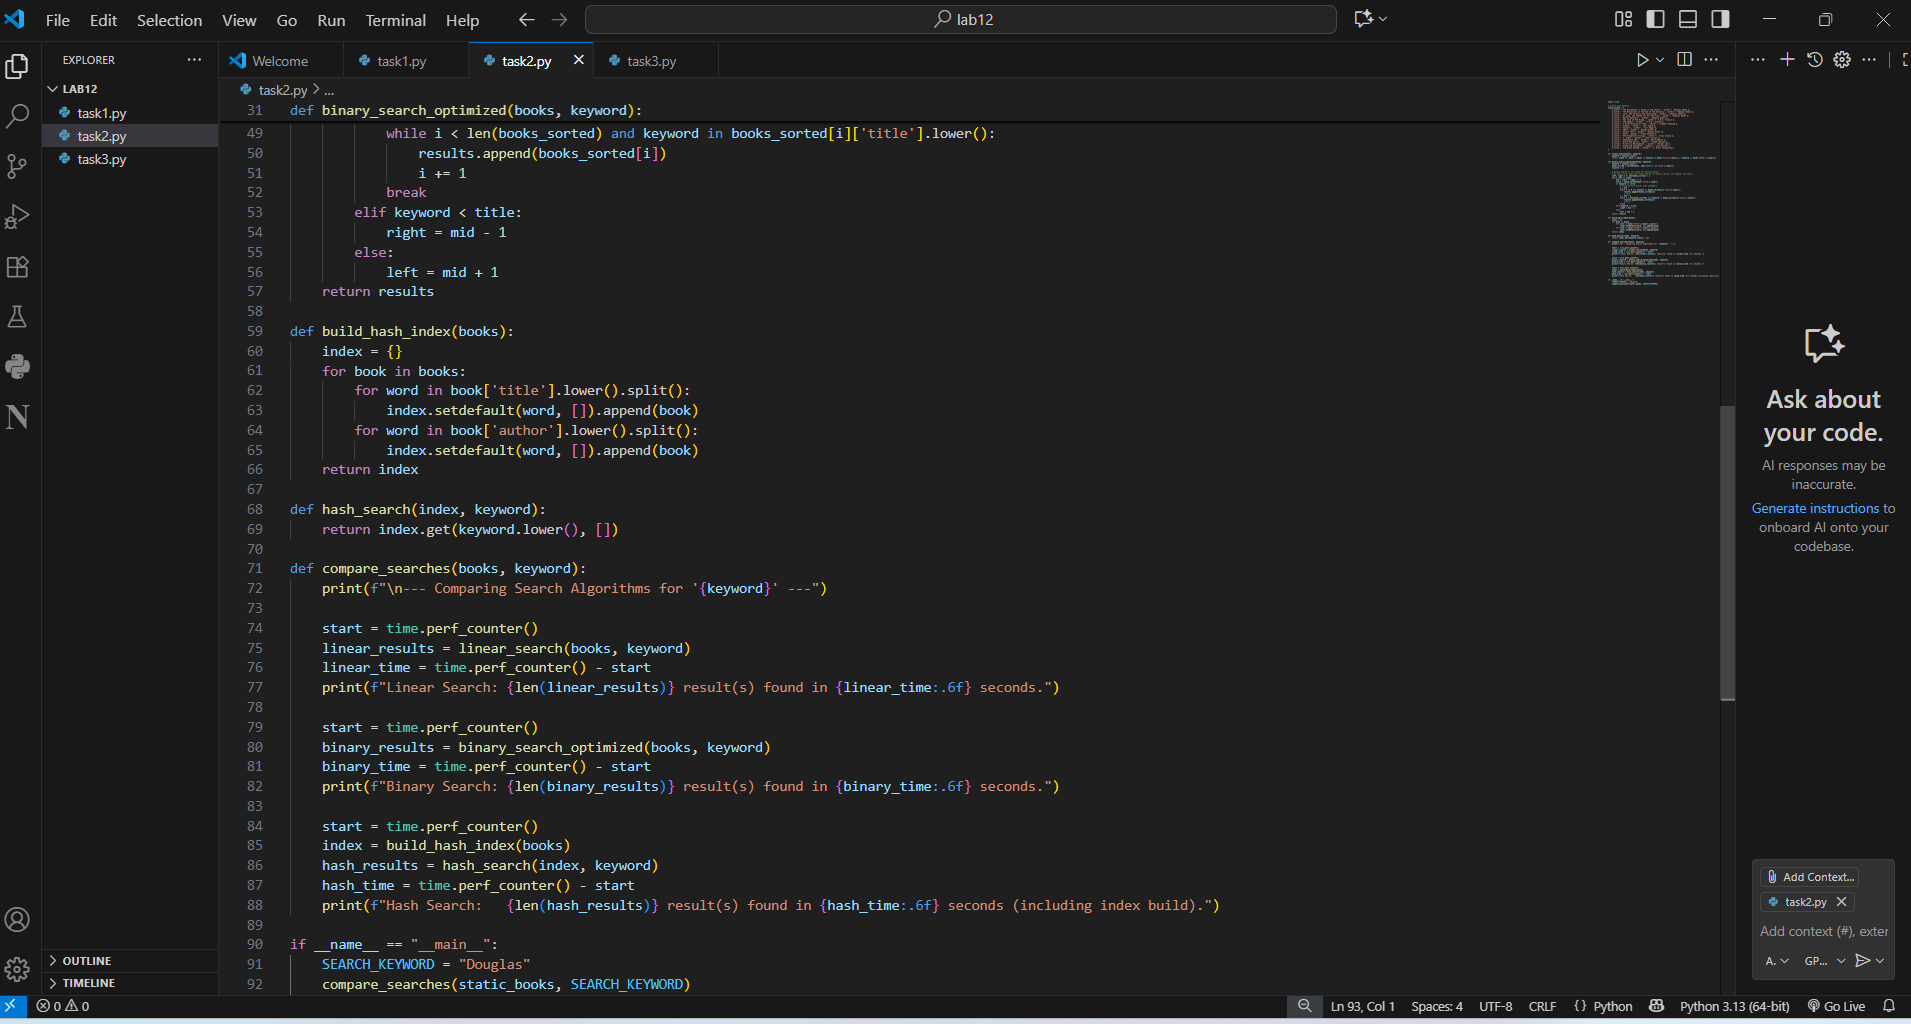 File Edit Selection View Go Run Terminal Help
lab12
EXPLORER
LAB12
task1.py
task2.py
task3.py
OUTLINE
TIMELINE
Welcome
task1.py
task2.py
task3.py
task2.py > ...
31 def binary_search_optimized(books, keyword):
49 while i < len(books_sorted) and keyword in books_sorted[i]['title'].lower():
50 results.append(books_sorted[i])
51 i += 1
52 break
53 elif keyword < title:
54 right = mid - 1
55 else:
56 left = mid + 1
57 return results
58
59 def build_hash_index(books):
60 index = {}
61 for book in books:
62 for word in book['title'].lower().split():
63 index.setdefault(word, []).append(book)
64 for word in book['author'].lower().split():
65 index.setdefault(word, []).append(book)
66 return index
67
68 def hash_search(index, keyword):
69 return index.get(keyword.lower(), [])
70
71 def compare_searches(books, keyword):
72 print(f"\n--- Comparing Search Algorithms for '{keyword}' ---")
73
74 start = time.perf_counter()
75 linear_results = linear_search(books, keyword)
76 linear_time = time.perf_counter() - start
77 print(f"Linear Search: {len(linear_results)} result(s) found in {linear_time:.6f} seconds.")
78
79 start = time.perf_counter()
80 binary_results = binary_search_optimized(books, keyword)
81 binary_time = time.perf_counter() - start
82 print(f"Binary Search: {len(binary_results)} result(s) found in {binary_time:.6f} seconds.")
83
84 start = time.perf_counter()
85 index = build_hash_index(books)
86 hash_results = hash_search(index, keyword)
87 hash_time = time.perf_counter() - start
88 print(f"Hash Search:   {len(hash_results)} result(s) found in {hash_time:.6f} seconds (including index build).")
89
90 if __name__ == "__main__":
91 SEARCH_KEYWORD = "Douglas"
92 compare_searches(static_books, SEARCH_KEYWORD)
Ask about
your code.
AI responses may be
inaccurate.
Generate instructions to
onboard AI onto your
codebase.
Add Context...
task2.py
Add context (#), exter
A.
GP...
0 0
Ln 93, Col 1 Spaces: 4 UTF-8 CRLF {} Python Python 3.13 (64-bit) Go Live